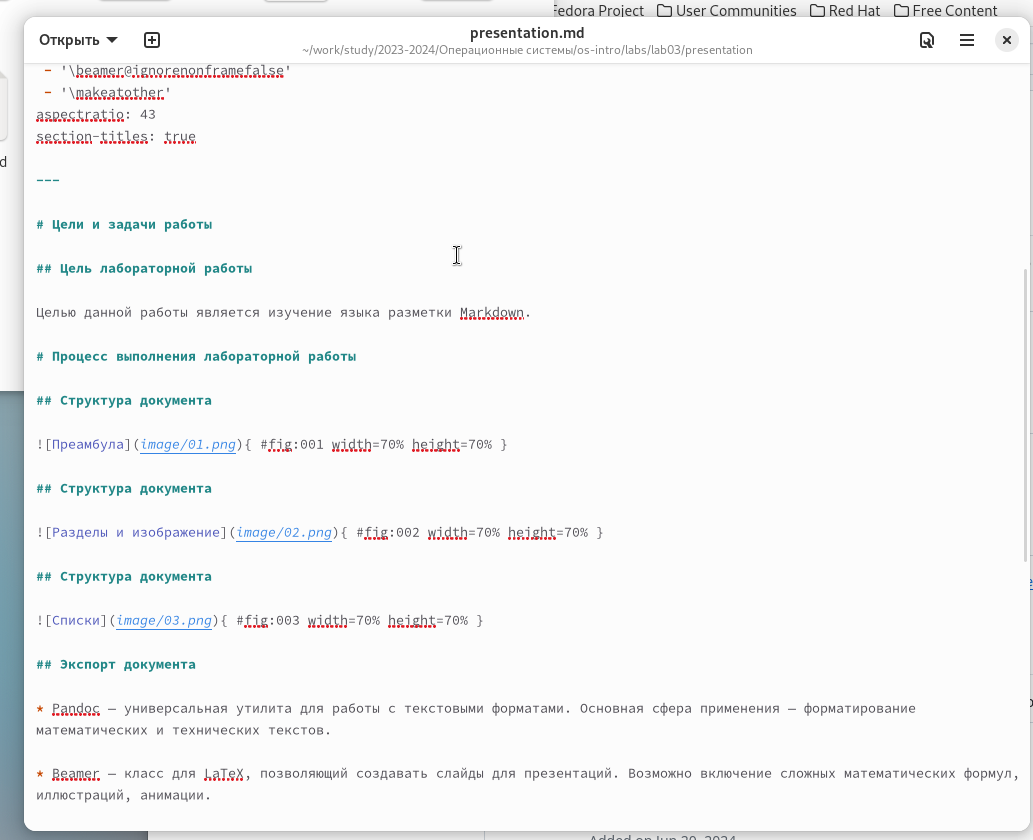 Fedora Project User Communities Red Hat Free Content
Открыть
presentation.md
~/work/study/2023-2024/Операционные системы/os-intro/labs/lab03/presentation
- '\beamer@ignorenonframefalse'
- '\makeatother'
aspectratio: 43
section-titles: true
---
# Цели и задачи работы
## Цель лабораторной работы
Целью данной работы является изучение языка разметки Markdown.
# Процесс выполнения лабораторной работы
## Структура документа
![Преамбула](image/01.png){ #fig:001 width=70% height=70% }
## Структура документа
![Разделы и изображение](image/02.png){ #fig:002 width=70% height=70% }
## Структура документа
![Списки](image/03.png){ #fig:003 width=70% height=70% }
## Экспорт документа
* Pandoc — универсальная утилита для работы с текстовыми форматами. Основная сфера применения — форматирование
математических и технических текстов.
* Beamer — класс для LaTeX, позволяющий создавать слайды для презентаций. Возможно включение сложных математических формул,
иллюстраций, анимации.
Added on Jun 20, 2024